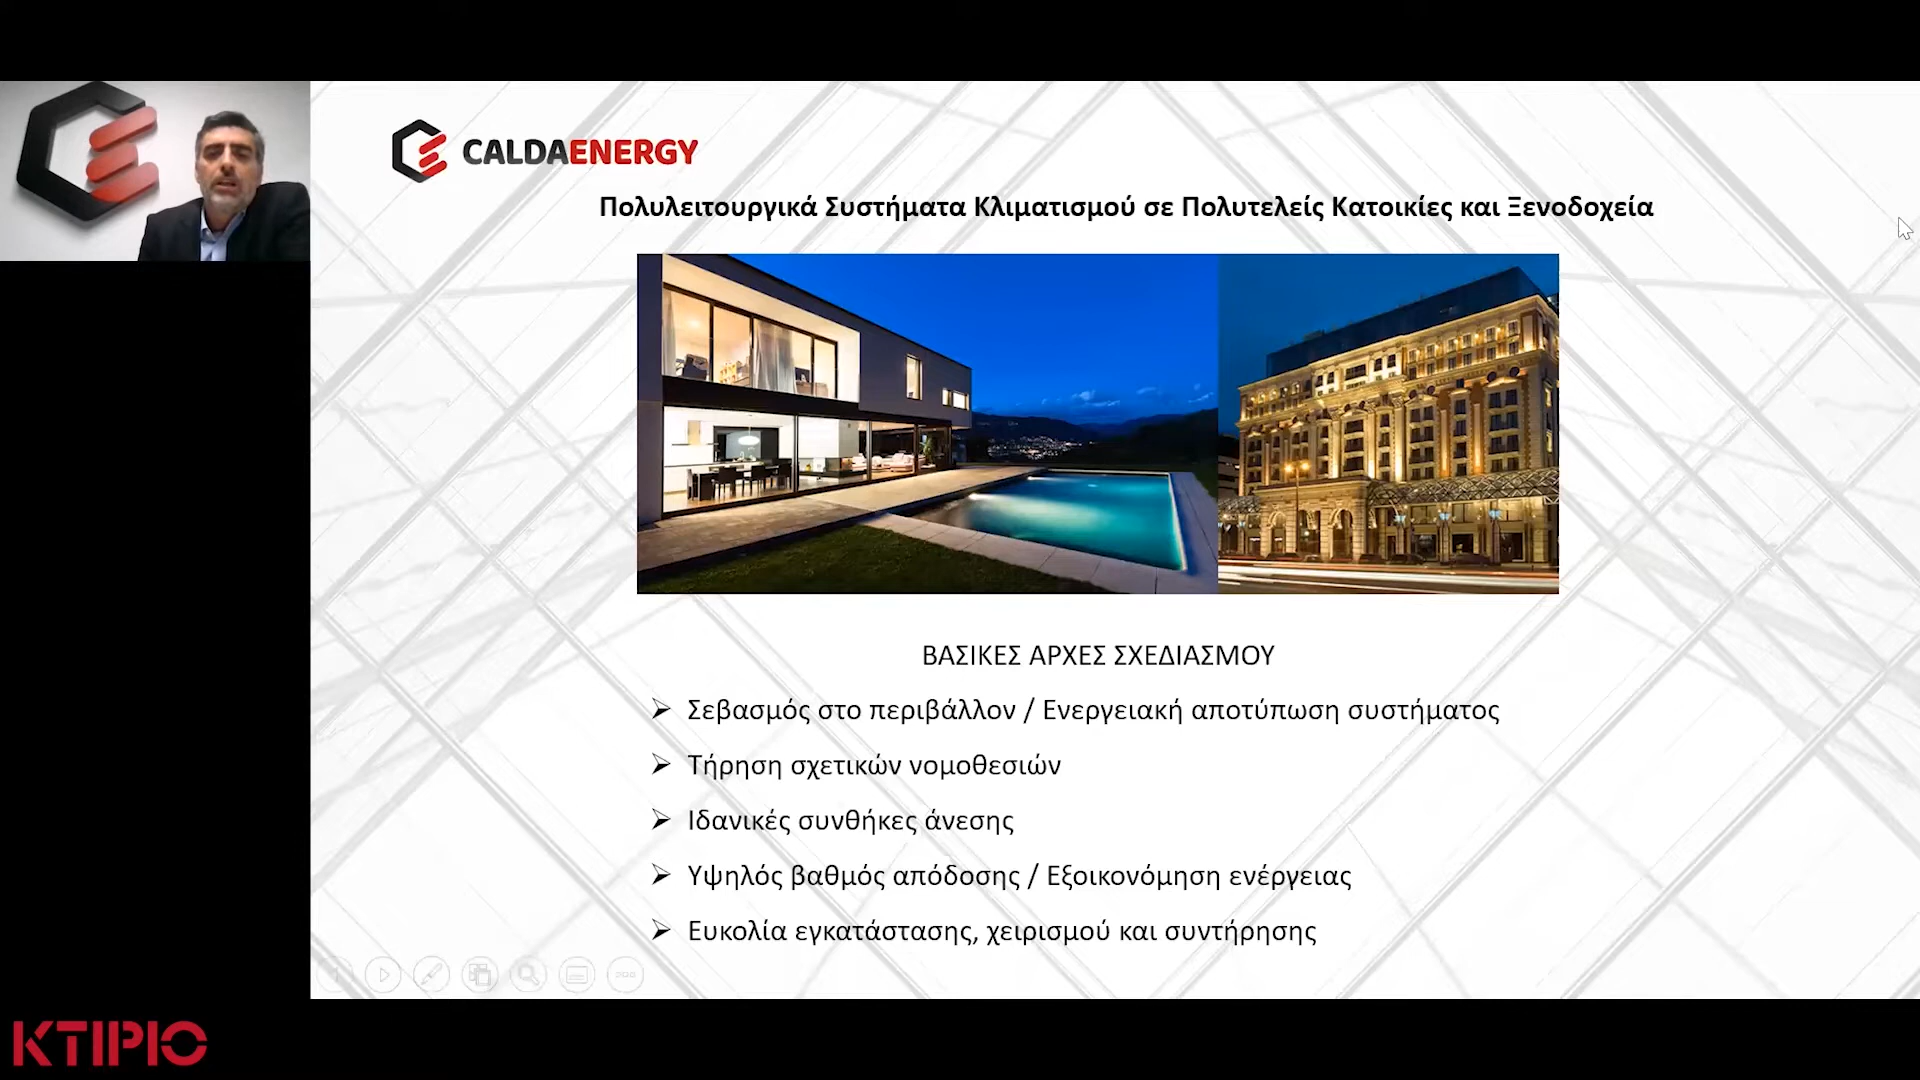 CALDAENERGY
Πολυλειτουργικά Συστήματα Κλιματισμού σε Πολυτελείς Κατοικίες και Ξενοδοχεία
ΒΑΣΙΚΕΣ ΑΡΧΕΣ ΣΧΕΔΙΑΣΜΟΥ
Σεβασμός στο περιβάλλον / Ενεργειακή αποτύπωση συστήματος
Τήρηση σχετικών νομοθεσιών
Ιδανικές συνθήκες άνεσης
Υψηλός βαθμός απόδοσης / Εξοικονόμηση ενέργειας
Ευκολία εγκατάστασης, χειρισμού και συντήρησης
ΚΤΙΡΙΟ